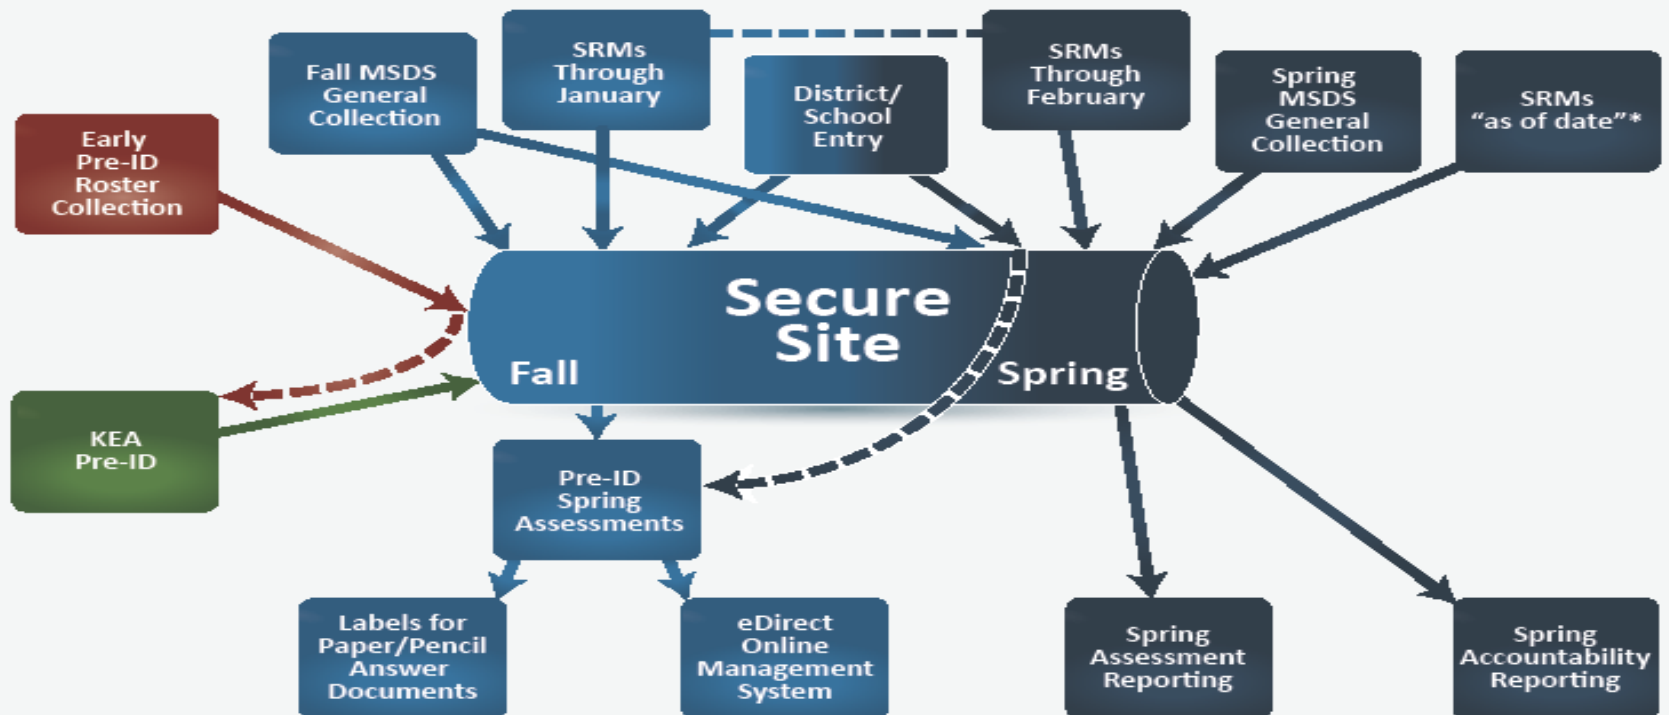 Fall MSDS
General
Collection
SRMs
Through
January
District/
School
Entry
SRMs
Through
February
Spring
MSDS
General
Collection
SRMs
“as of date”*
Early
Pre-ID
Roster
Collection
Secure
Site
Fall
Spring
KEA
Pre-ID
Pre-ID
Spring
Assessments
Labels for
Paper/Pencil
Answer
Documents
eDirect
Online
Management
System
Spring
Assessment
Reporting
Spring
Accountability
Reporting